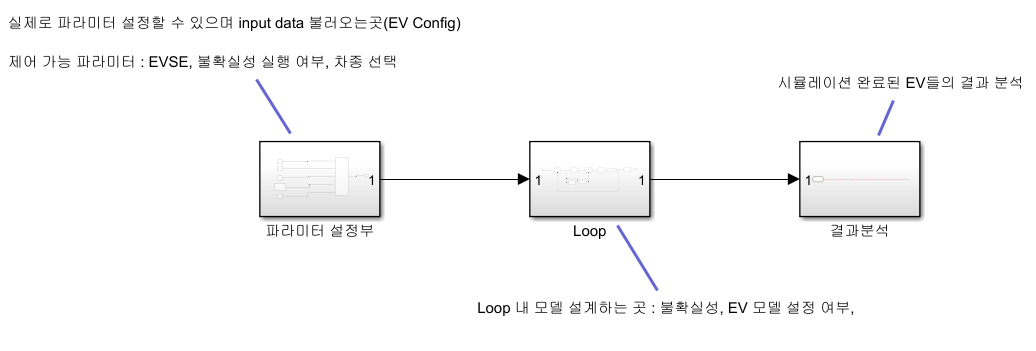 실제로 파라미터 설정할 수 있으며 input data 불러오는곳(EV Config)
제어 가능 파라미터 : EVSE, 불확실성 실행 여부, 차종 선택
시뮬레이션 완료된 EV들의 결과 분석
1
1
1
1
파라미터 설정부
Loop
결과분석
Loop 내 모델 설계하는 곳 : 불확실성, EV 모델 설정 여부,